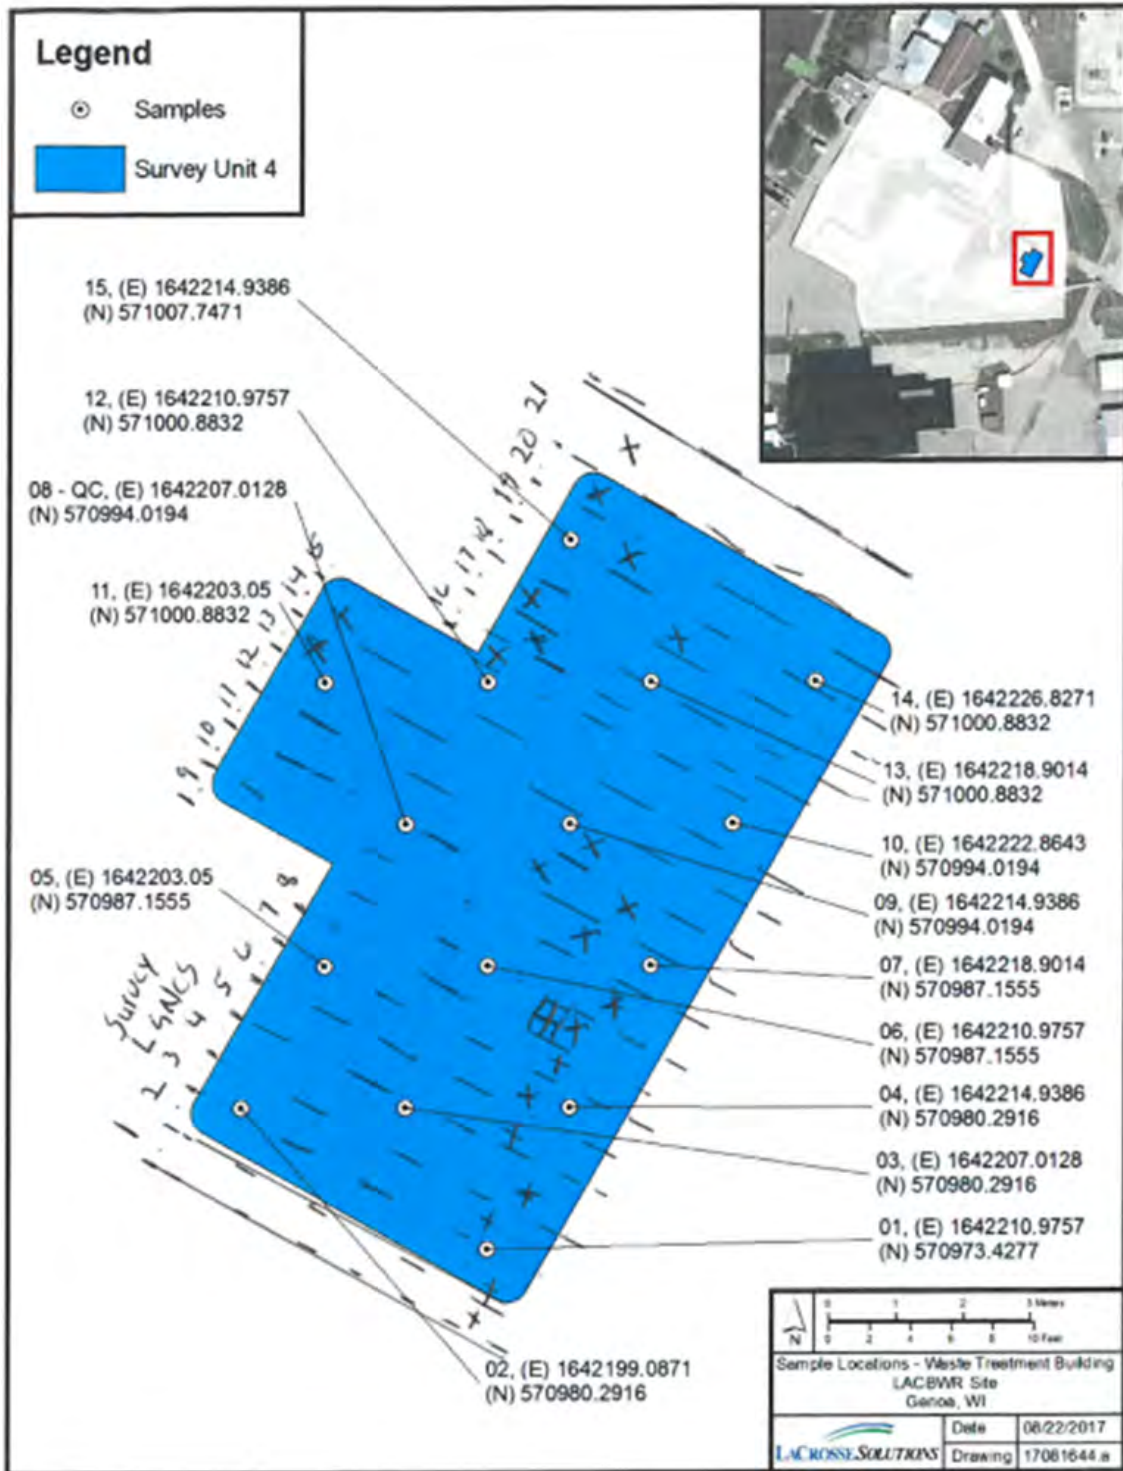 Legend
Samples
Survey Unit 4
15, (E) 1642214.9386
(N) 571007.7471
12, (E) 1642210.9757
(N) 571000.8832
08 - QC, (E) 1642207.0128
(N) 570994.0194
11, (E) 1642203.05
(N) 571000.8832
05, (E) 1642203.05
(N) 570987.1555
14, (E) 1642226.8271
(N) 571000.8832
13, (E) 1642218.9014
(N) 571000.8832
10, (E) 1642222.8643
(N) 570994.0194
09, (E) 1642214.9386
(N) 570994.0194
07, (E) 1642218.9014
(N) 570987.1555
06, (E) 1642210.9757
(N) 570987.1555
04, (E) 1642214.9386
(N) 570980.2916
03, (E) 1642207.0128
(N) 570980.2916
01, (E) 1642210.9757
(N) 570973.4277
02, (E) 1642199.0871
(N) 570980.2916
Survey
2 3 4 5 6 7 8
9 10 11 12 13 14
16 17 18 19 20 21
N
0 1 2 3 Meters
0 2 4 6 8 10 Feet
Sample Locations - Waste Treatment Building
LACBWR Site
Genoa, WI
LACROSSESOLUTIONS
Date 08/22/2017
Drawing 17081644.a